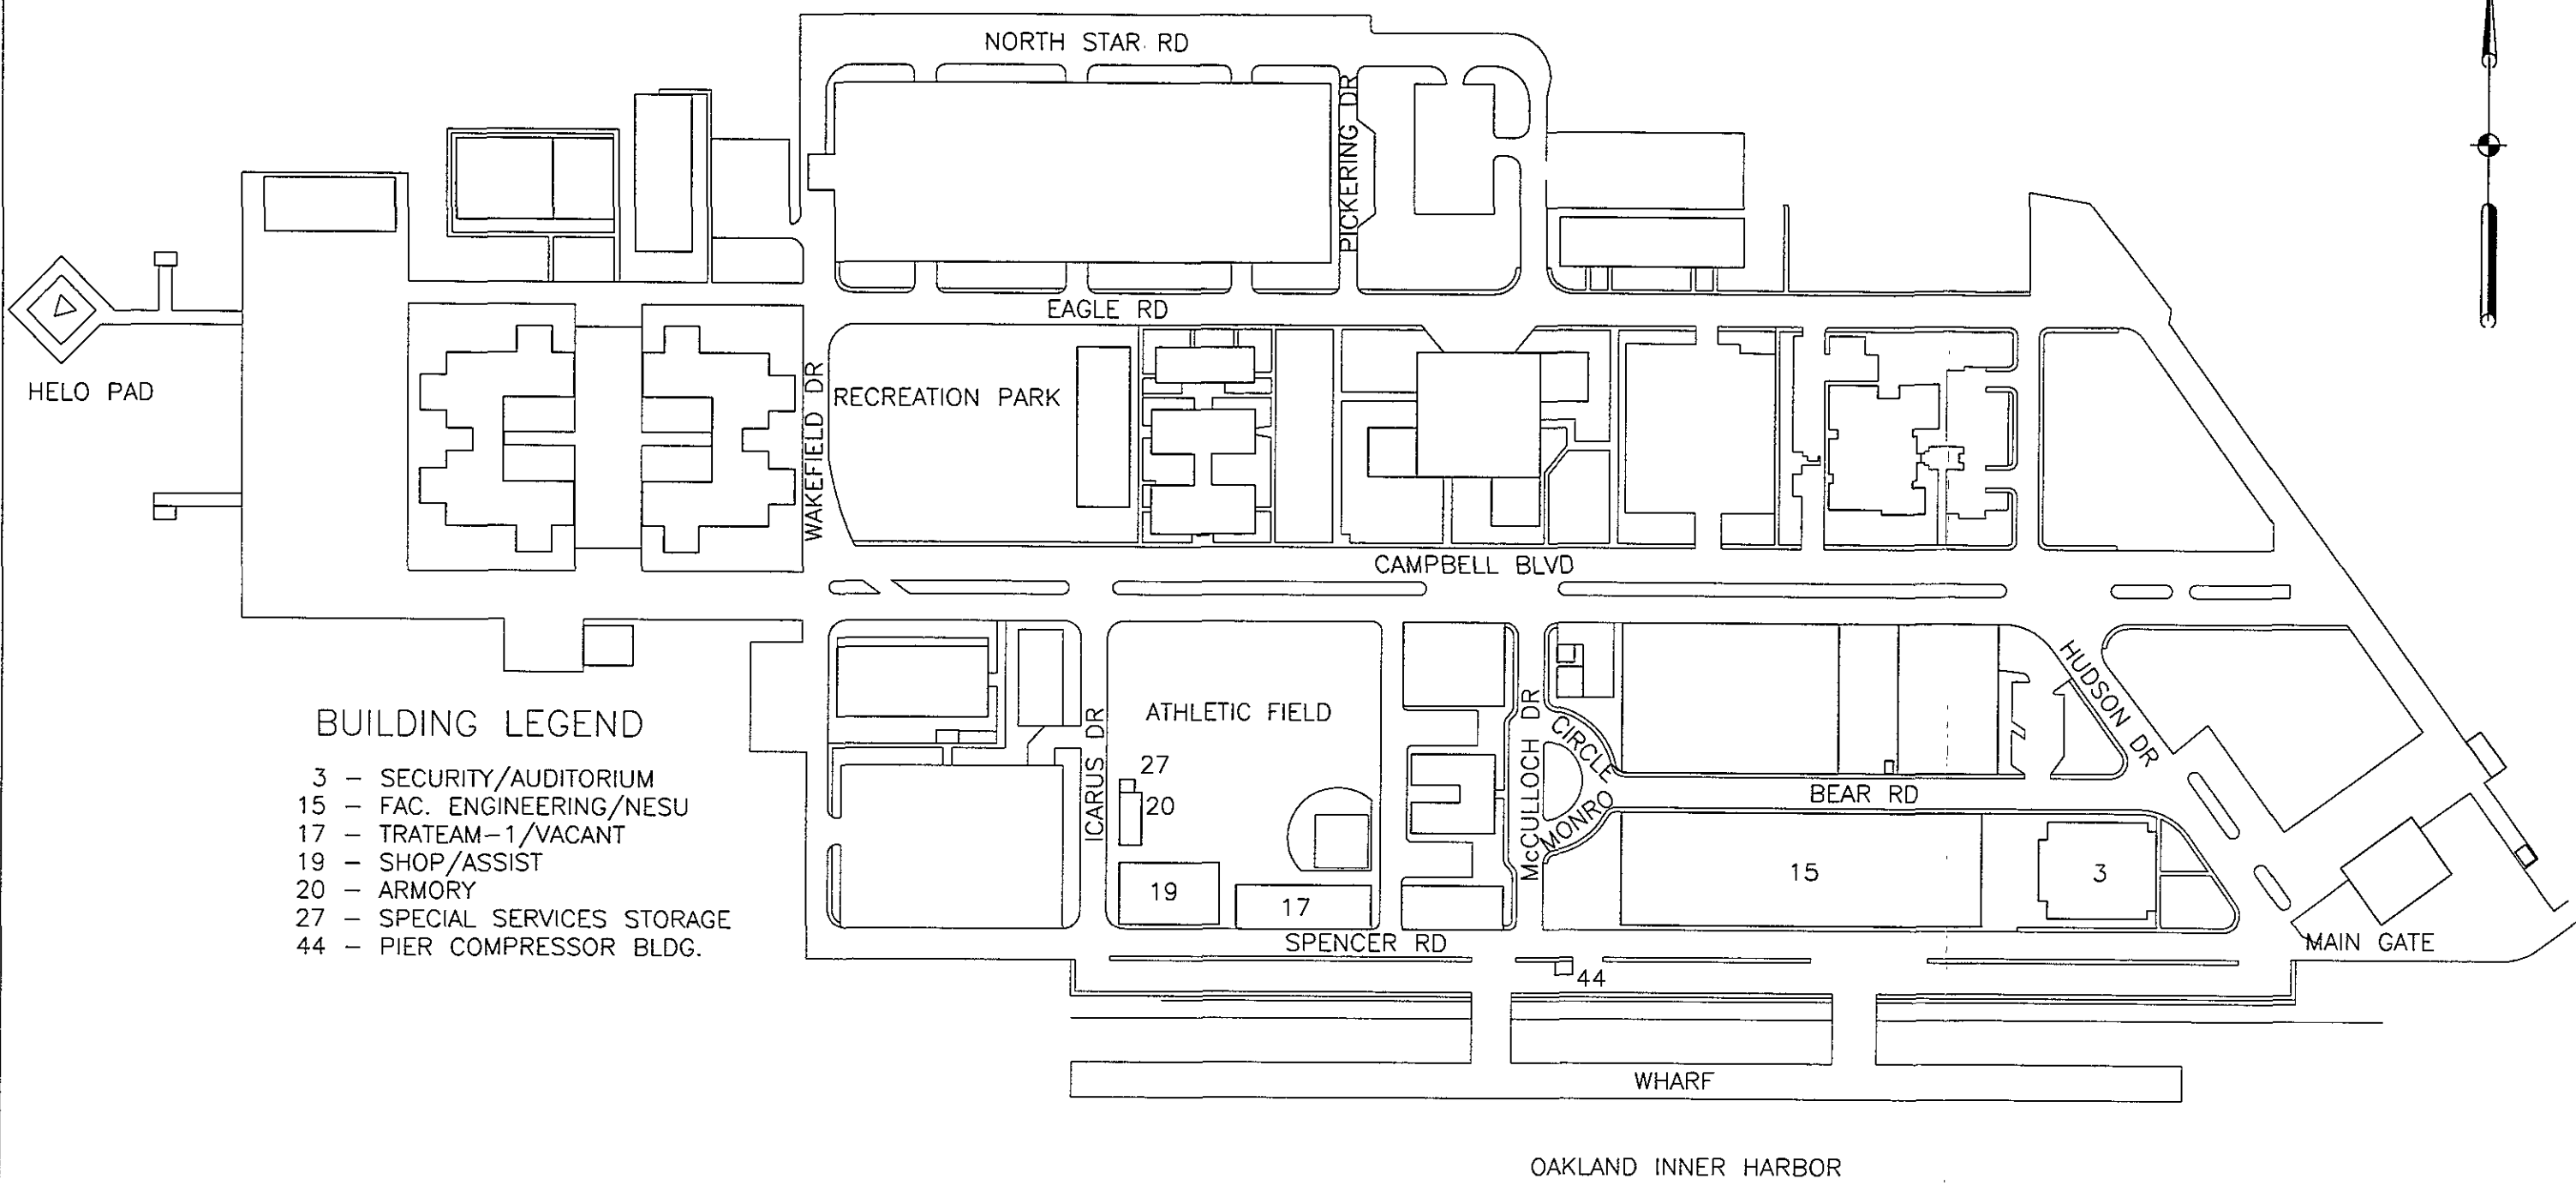 NORTH STAR RD
PICKERING DR
EAGLE RD
HELO PAD
WAKEFIELD DR
RECREATION PARK
CAMPBELL BLVD
HUDSON DR
BUILDING LEGEND
3 – SECURITY/AUDITORIUM
15 – FAC. ENGINEERING/NESU
17 – TRATEAM-1/VACANT
19 – SHOP/ASSIST
20 – ARMORY
27 – SPECIAL SERVICES STORAGE
44 – PIER COMPRESSOR BLDG.
ICARUS DR
ATHLETIC FIELD
27
20
19
17
McCULLOCH DR
CIRCLE
MONRO
BEAR RD
15
3
SPENCER RD
MAIN GATE
44
WHARF
OAKLAND INNER HARBOR